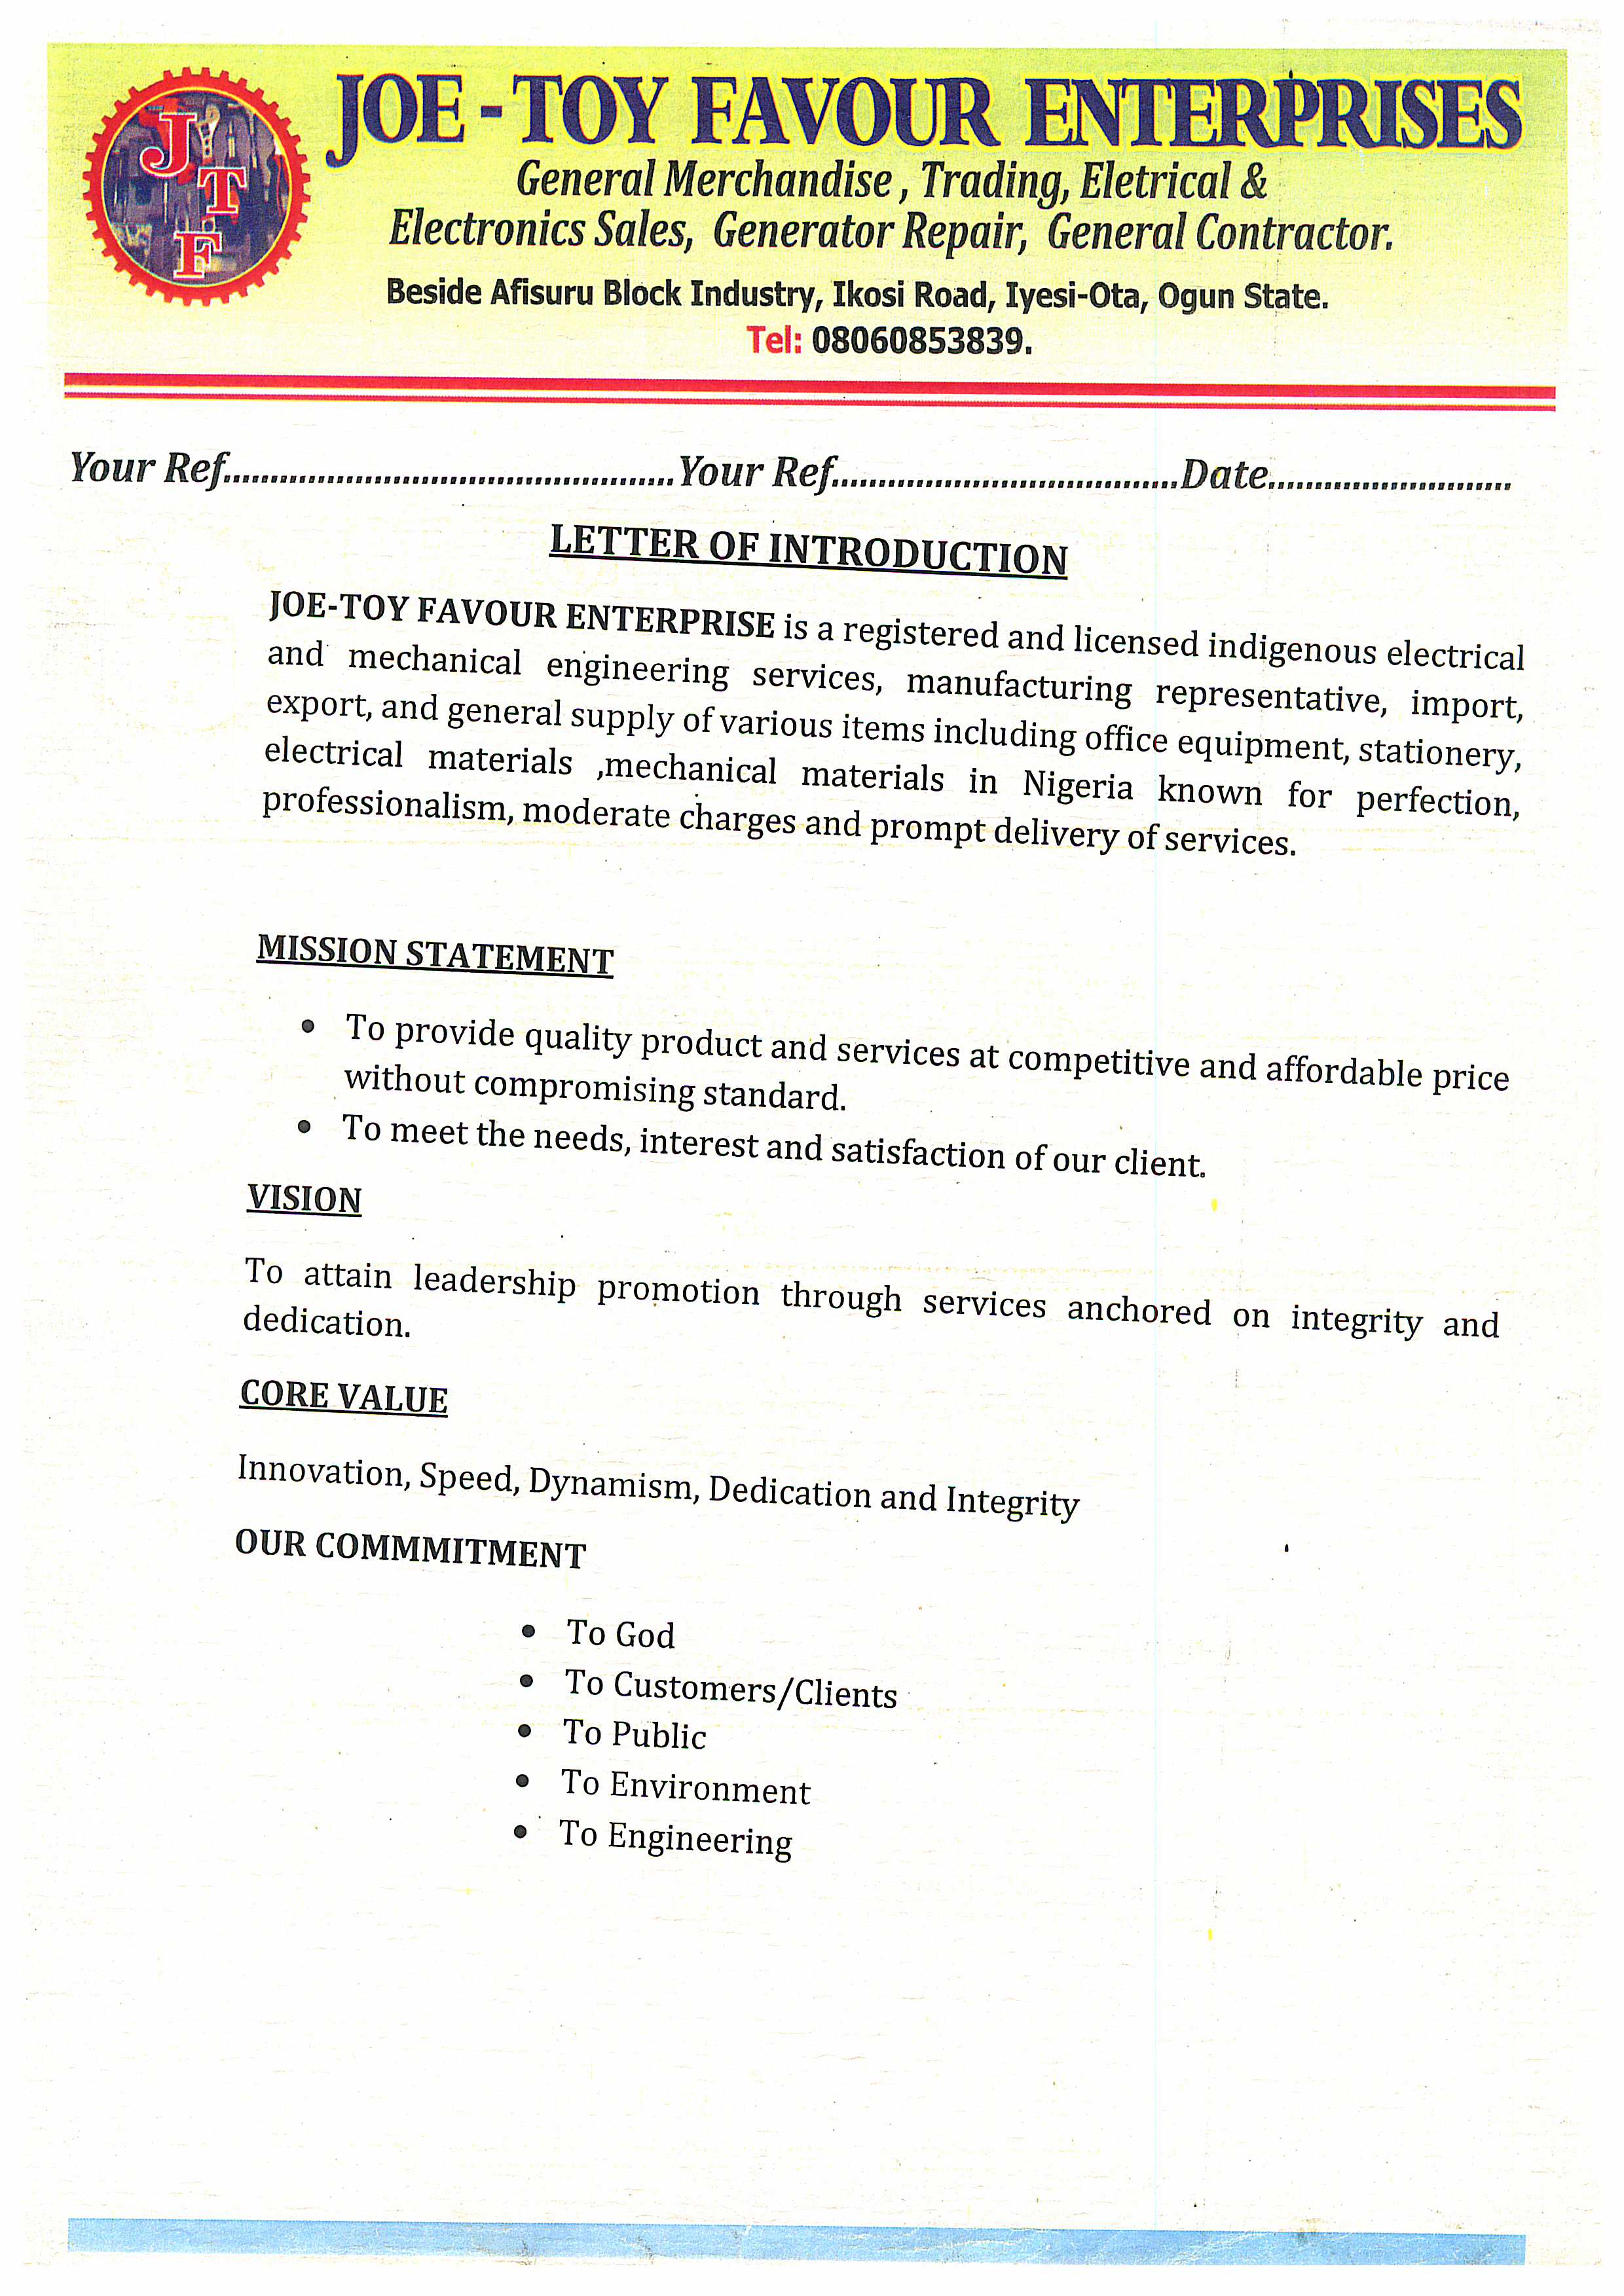 J
T
F
JOE - TOY FAVOUR ENTERPRISES
General Merchandise , Trading, Eletrical &
Electronics Sales, Generator Repair, General Contractor.
Beside Afisuru Block Industry, Ikosi Road, Iyesi-Ota, Ogun State.
Tel: 08060853839.
Your Ref................................................Your Ref.....................................Date..........................
LETTER OF INTRODUCTION
JOE-TOY FAVOUR ENTERPRISE is a registered and licensed indigenous electrical
and mechanical engineering services, manufacturing representative, import,
export, and general supply of various items including office equipment, stationery,
electrical materials ,mechanical materials in Nigeria known for perfection,
professionalism, moderate charges and prompt delivery of services.
MISSION STATEMENT
• To provide quality product and services at competitive and affordable price
without compromising standard.
• To meet the needs, interest and satisfaction of our client.
VISION
To attain leadership promotion through services anchored on integrity and
dedication.
CORE VALUE
Innovation, Speed, Dynamism, Dedication and Integrity
OUR COMMMITMENT
• To God
• To Customers/Clients
• To Public
• To Environment
• To Engineering